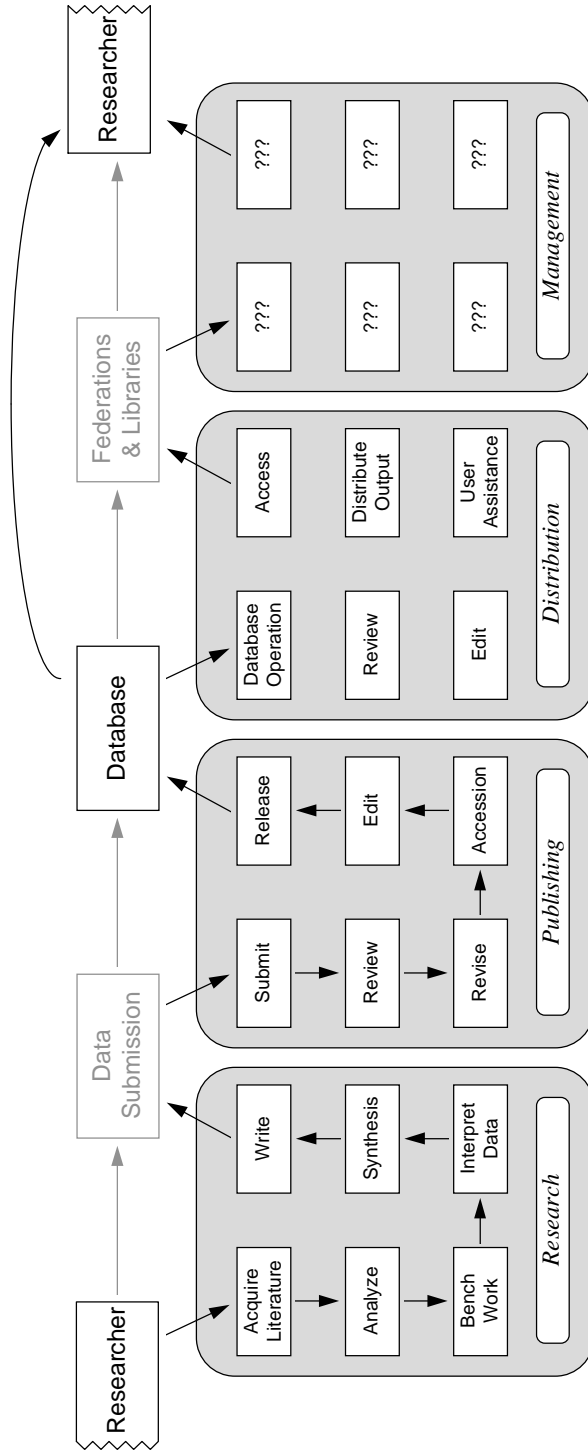 Researcher
Data
Submission
Database
Federations
& Libraries
Researcher
Acquire
Literature
Analyze
Bench
Work
Write
Synthesis
Interpret
Data
Research
Submit
Review
Revise
Release
Edit
Accession
Publishing
Database
Operation
Review
Edit
Access
Distribute
Output
User
Assistance
Distribution
???
???
???
???
???
???
Management